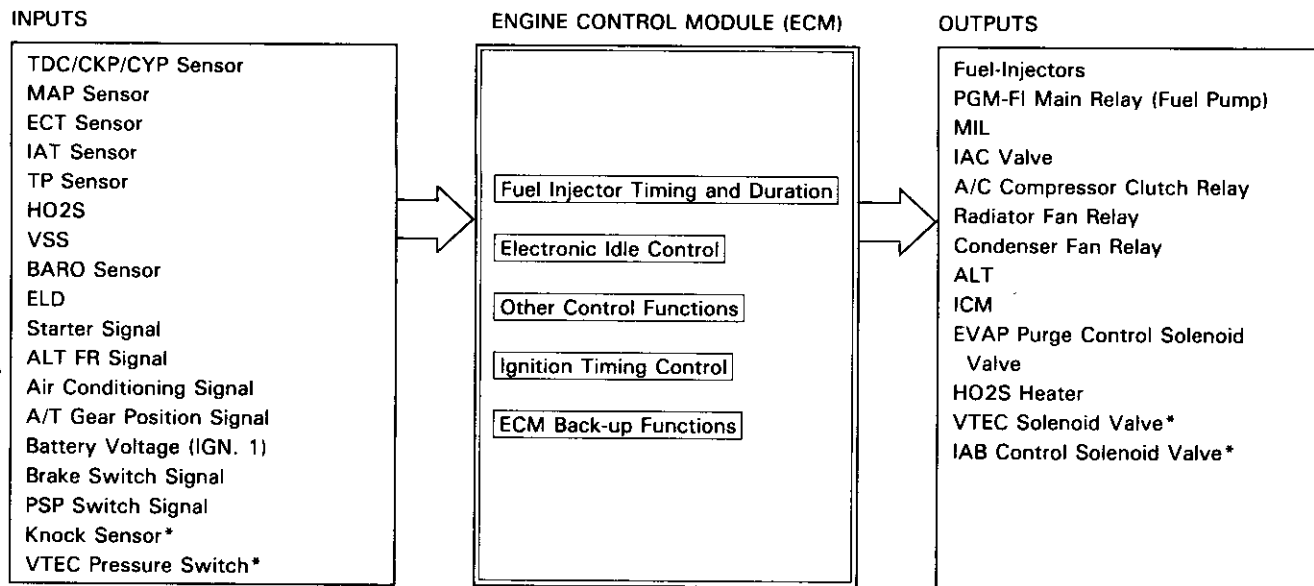 INPUTS
TDC/CKP/CYP Sensor
MAP Sensor
ECT Sensor
IAT Sensor
TP Sensor
HO2S
VSS
BARO Sensor
ELD
Starter Signal
ALT FR Signal
Air Conditioning Signal
A/T Gear Position Signal
Battery Voltage (IGN. 1)
Brake Switch Signal
PSP Switch Signal
Knock Sensor*
VTEC Pressure Switch*
ENGINE CONTROL MODULE (ECM)
Fuel Injector Timing and Duration
Electronic Idle Control
Other Control Functions
Ignition Timing Control
ECM Back-up Functions
OUTPUTS
Fuel-Injectors
PGM-FI Main Relay (Fuel Pump)
MIL
IAC Valve
A/C Compressor Clutch Relay
Radiator Fan Relay
Condenser Fan Relay
ALT
ICM
EVAP Purge Control Solenoid
Valve
HO2S Heater
VTEC Solenoid Valve*
IAB Control Solenoid Valve*